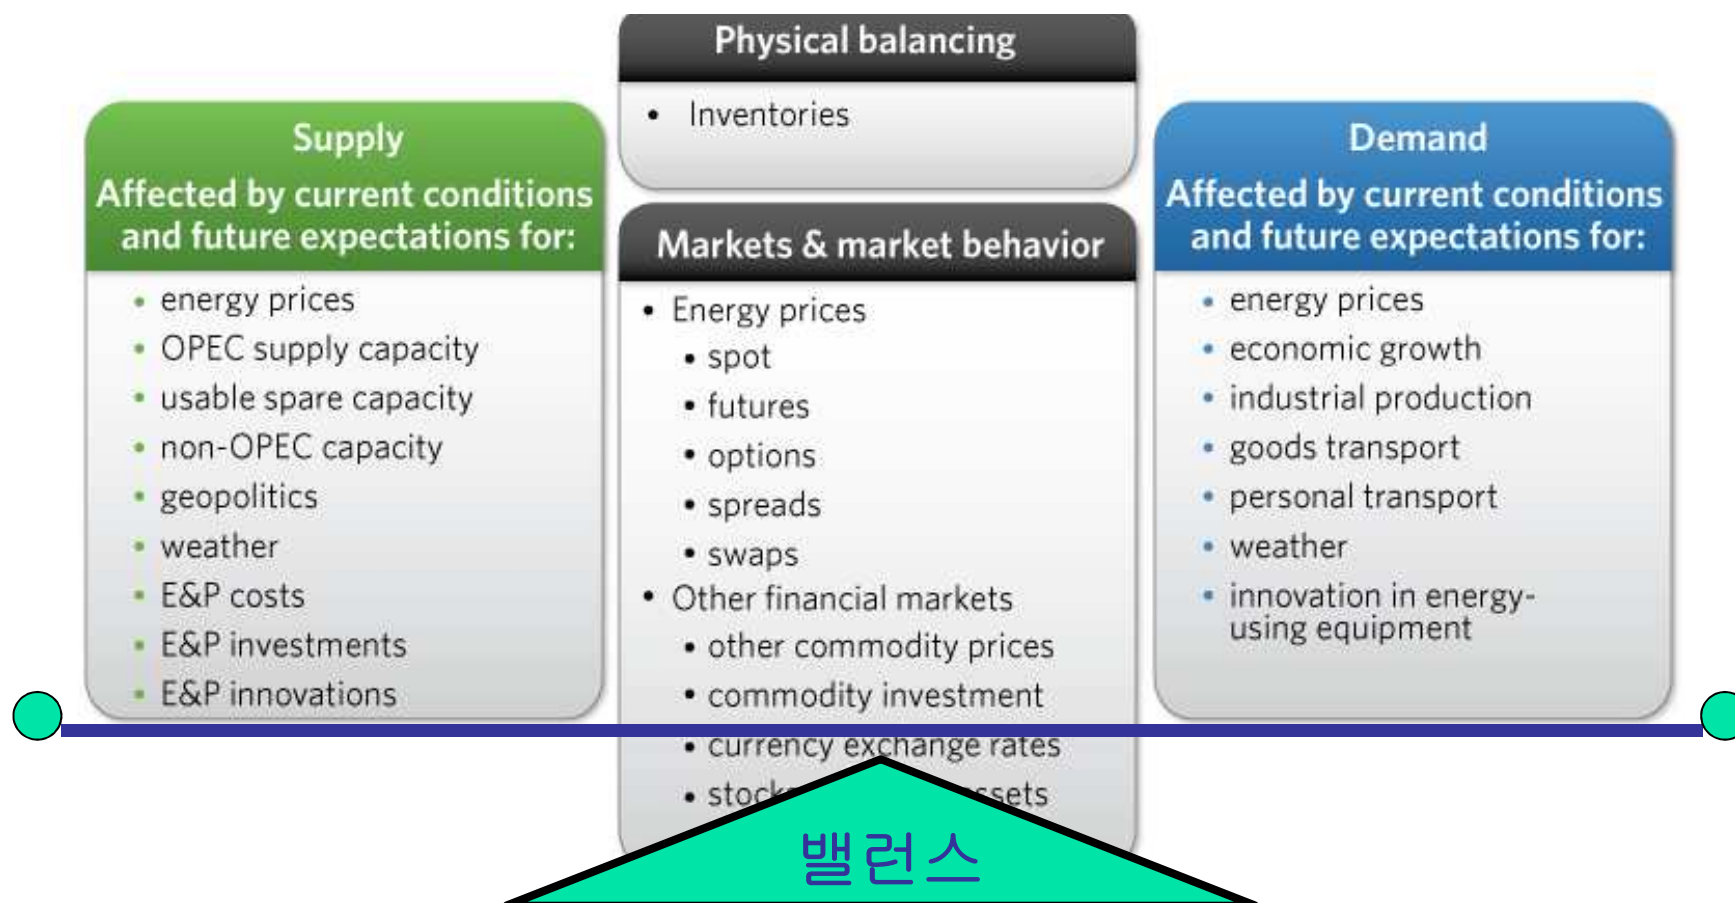 Physical balancing
• Inventories
Supply
Affected by current conditions
and future expectations for:
• energy prices
• OPEC supply capacity
• usable spare capacity
• non-OPEC capacity
• geopolitics
• weather
• E&P costs
• E&P investments
• E&P innovations
Markets & market behavior
• Energy prices
• spot
• futures
• options
• spreads
• swaps
• Other financial markets
• other commodity prices
• commodity investment
• currency exchange rates
Demand
Affected by current conditions
and future expectations for:
• energy prices
• economic growth
• industrial production
• goods transport
• personal transport
• weather
• innovation in energy-
using equipment
밸런스